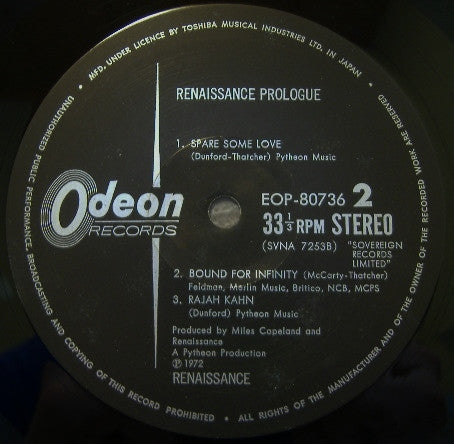 MFD. UNDER LICENCE BY TOSHIBA MUSICAL INDUSTRIES LTD. IN JAPAN •
RENAISSANCE PROLOGUE
1. SPARE SOME LOVE
(Dunford-Thatcher) Pytheon Music
Odeon
RECORDS
EOP-80736 2
33 1/3 RPM STEREO
(SVNA 7253B) "SOVEREIGN
RECORDS
LIMITED"
2. BOUND FOR INFINITY (McCarty-Thatcher)
Feldman, Merlin Music, Britico, NCB, MCPS
3. RAJAH KAHN
(Dunford) Pytheon Music
Produced by Miles Copeland and
Renaissance
A Pytheon Production
Ⓟ 1972
RENAISSANCE
UNAUTHORIZED PUBLIC PERFORMANCE, BROADCASTING AND COPYING OF THIS RECORD PROHIBITED • ALL RIGHTS OF THE MANUFACTURER AND OF THE OWNER OF THE RECORDED WORK ARE RESERVED •